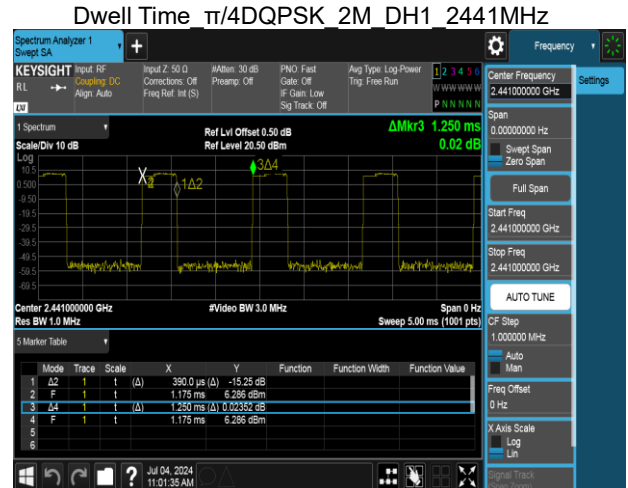 Dwell Time_π/4DQPSK_2M_DH1_2441MHz
Spectrum Analyzer 1
Swept SA
+
Frequency
KEYSIGHT
RL
Input: RF
Coupling: DC
Align: Auto
Input Z: 50 Ω
Corrections: Off
Freq Ref: Int (S)
#Atten: 30 dB
Preamp: Off
PNO: Fast
Gate: Off
IF Gain: Low
Sig Track: Off
Avg Type: Log-Power
Trig: Free Run
1 2 3 4 5 6
W W W W W W
P N N N N N
LXI
1 Spectrum
Scale/Div 10 dB
Ref Lvl Offset 0.50 dB
Ref Level 20.50 dBm
ΔMkr3 1.250 ms
0.02 dB
Log
10.5
0.500
-9.50
-19.5
-29.5
-39.5
-49.5
-59.5
-69.5
X
1Δ2
3Δ4
Center 2.441000000 GHz
Res BW 1.0 MHz
#Video BW 3.0 MHz
Span 0 Hz
Sweep 5.00 ms (1001 pts)
5 Marker Table
Mode Trace Scale X Y Function Function Width Function Value
1 Δ2 1 t (Δ) 390.0 µs (Δ) -15.25 dB
2 F 1 t 1.175 ms 6.286 dBm
3 Δ4 1 t (Δ) 1.250 ms (Δ) 0.02352 dB
4 F 1 t 1.175 ms 6.286 dBm
5
6
Center Frequency
2.441000000 GHz
Settings
Span
0.00000000 Hz
Swept Span
Zero Span
Full Span
Start Freq
2.441000000 GHz
Stop Freq
2.441000000 GHz
AUTO TUNE
CF Step
1.000000 MHz
Auto
Man
Freq Offset
0 Hz
X Axis Scale
Log
Lin
Signal Track
(Span Zoom)
?
Jul 04, 2024
11:01:35 AM